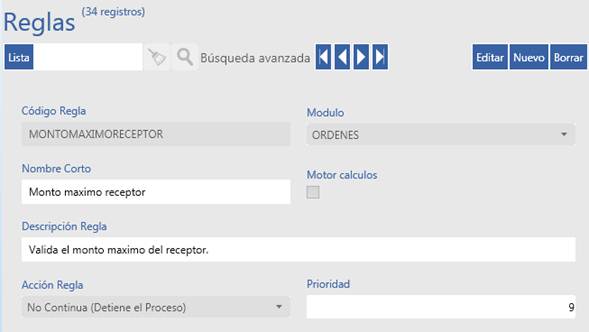 Reglas (34 registros)
Lista Búsqueda avanzada Editar Nuevo Borrar
Código Regla Modulo
MONTOMAXIMORECEPTOR ORDENES
Nombre Corto Motor calculos
Monto maximo receptor
Descripción Regla
Valida el monto maximo del receptor.
Acción Regla Prioridad
No Continua (Detiene el Proceso) 9